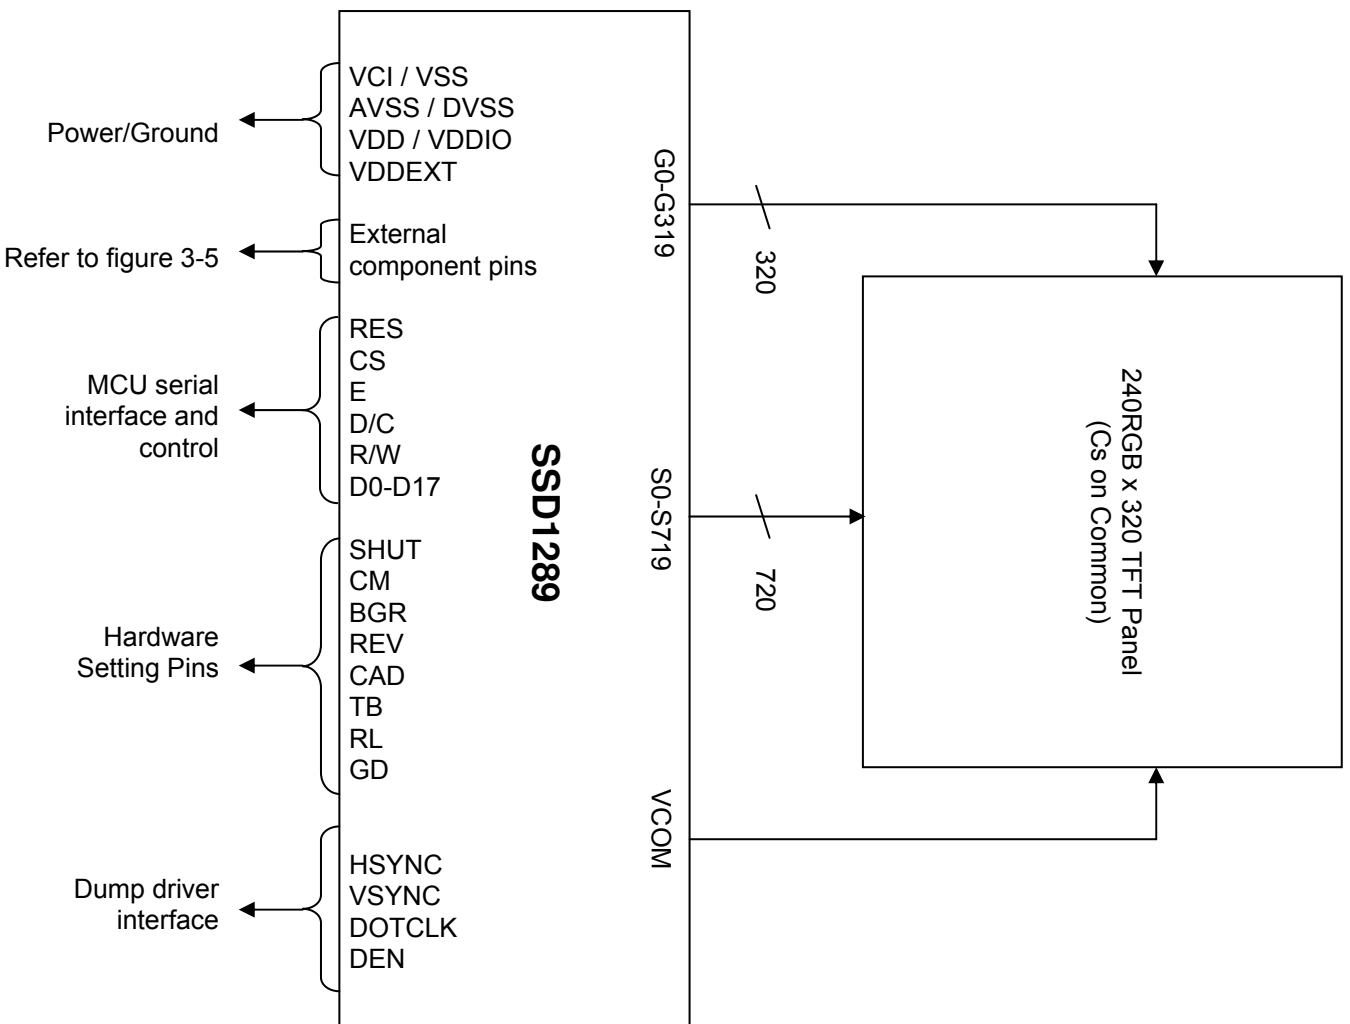 Power/Ground
VCI / VSS
AVSS / DVSS
VDD / VDDIO
VDDEXT
Refer to figure 3-5
External
component pins
MCU serial
interface and
control
RES
CS
E
D/C
R/W
D0-D17
Hardware
Setting Pins
SHUT
CM
BGR
REV
CAD
TB
RL
GD
Dump driver
interface
HSYNC
VSYNC
DOTCLK
DEN
SSD1289
G0-G319
320
S0-S719
720
VCOM
240RGB x 320 TFT Panel
(Cs on Common)